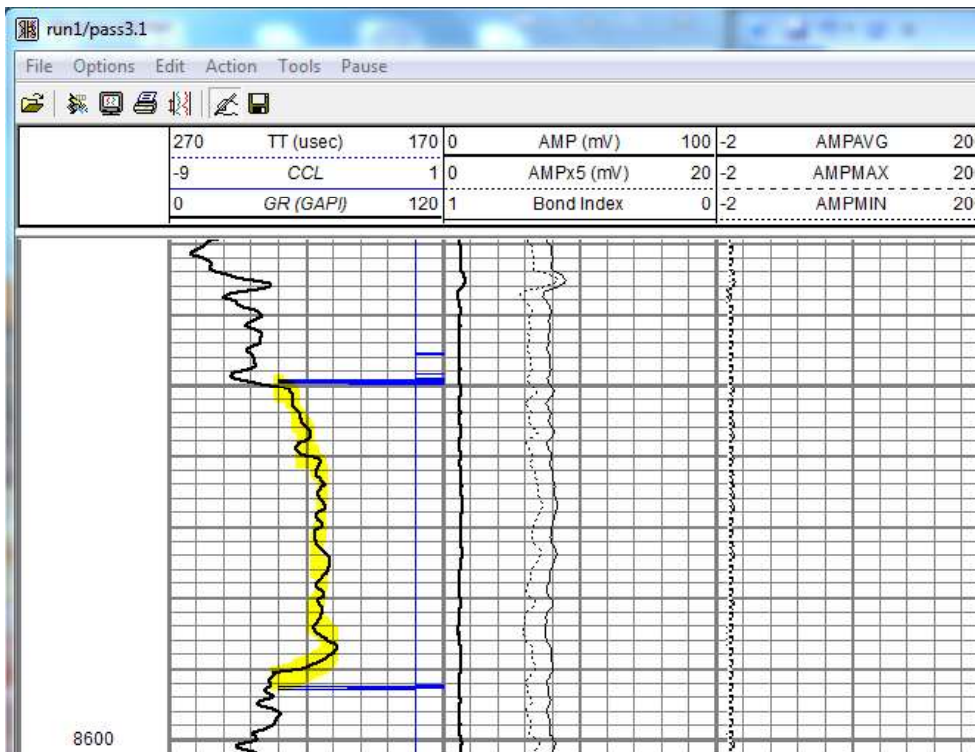 run1/pass3.1
File Options Edit Action Tools Pause
270 TT (usec) 170 0 AMP (mV) 100 -2 AMPAVG 20
-9 CCL 1 0 AMPx5 (mV) 20 -2 AMPMAX 20
0 GR (GAPI) 120 1 Bond Index 0 -2 AMPMIN 20
8600